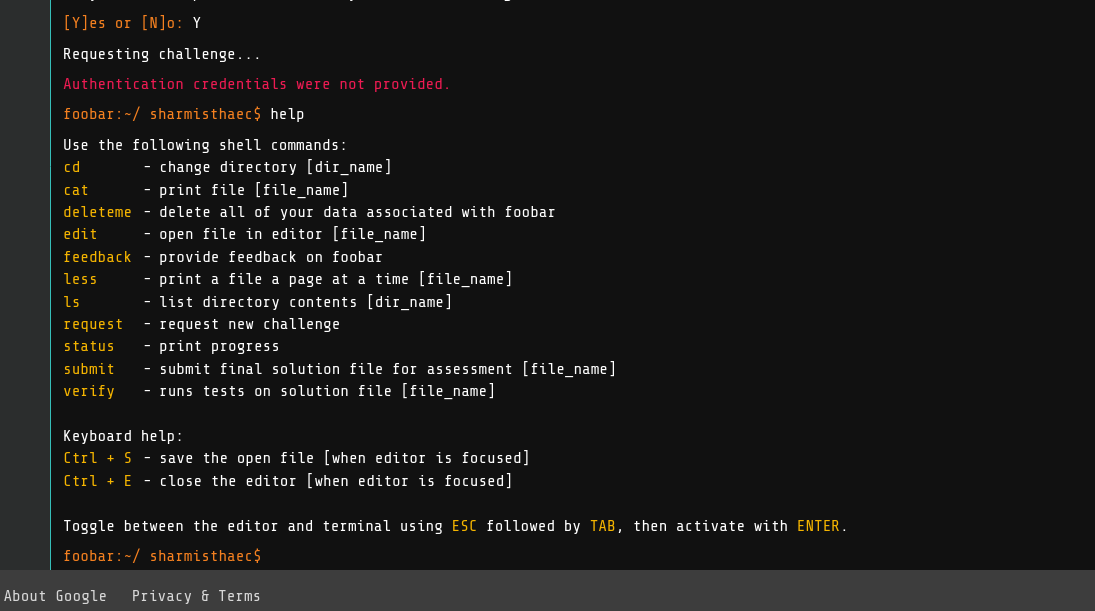 [Y]es or [N]o: Y
Requesting challenge...
Authentication credentials were not provided.
foobar:~/ sharmisthaec$ help
Use the following shell commands:
cd - change directory [dir_name]
cat - print file [file_name]
deleteme - delete all of your data associated with foobar
edit - open file in editor [file_name]
feedback - provide feedback on foobar
less - print a file a page at a time [file_name]
ls - list directory contents [dir_name]
request - request new challenge
status - print progress
submit - submit final solution file for assessment [file_name]
verify - runs tests on solution file [file_name]
Keyboard help:
Ctrl + S - save the open file [when editor is focused]
Ctrl + E - close the editor [when editor is focused]
Toggle between the editor and terminal using ESC followed by TAB, then activate with ENTER.
foobar:~/ sharmisthaec$
About Google Privacy & Terms